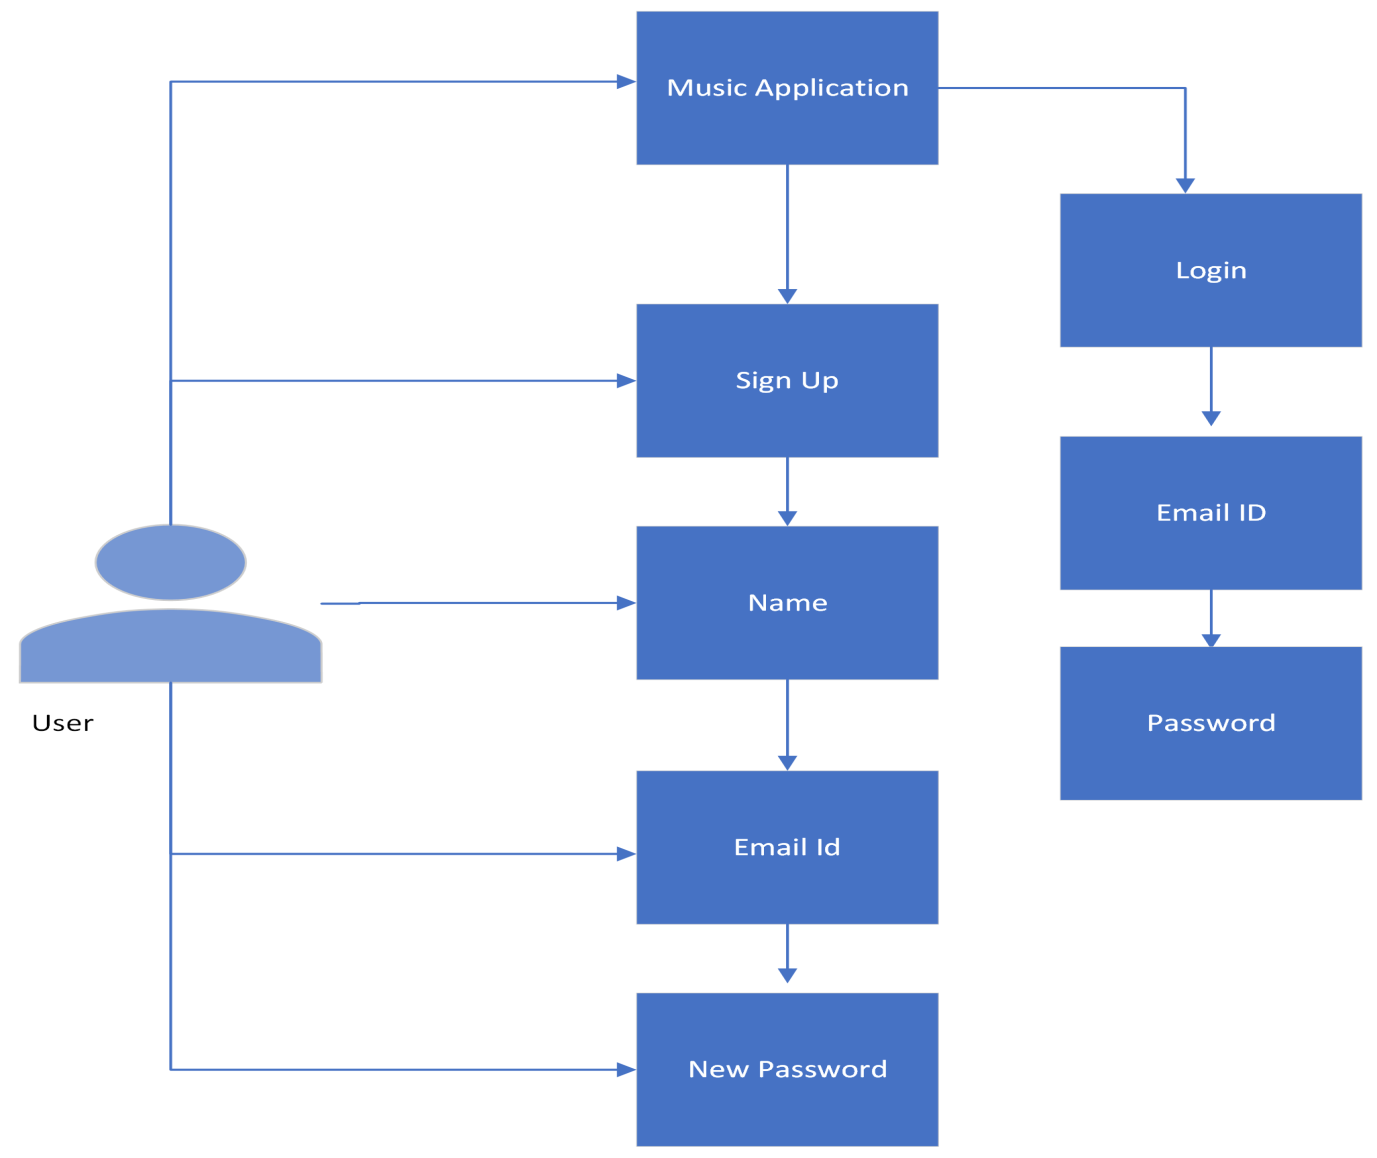 Music Application
Login
Sign Up
Email ID
Name
User
Password
Email Id
New Password